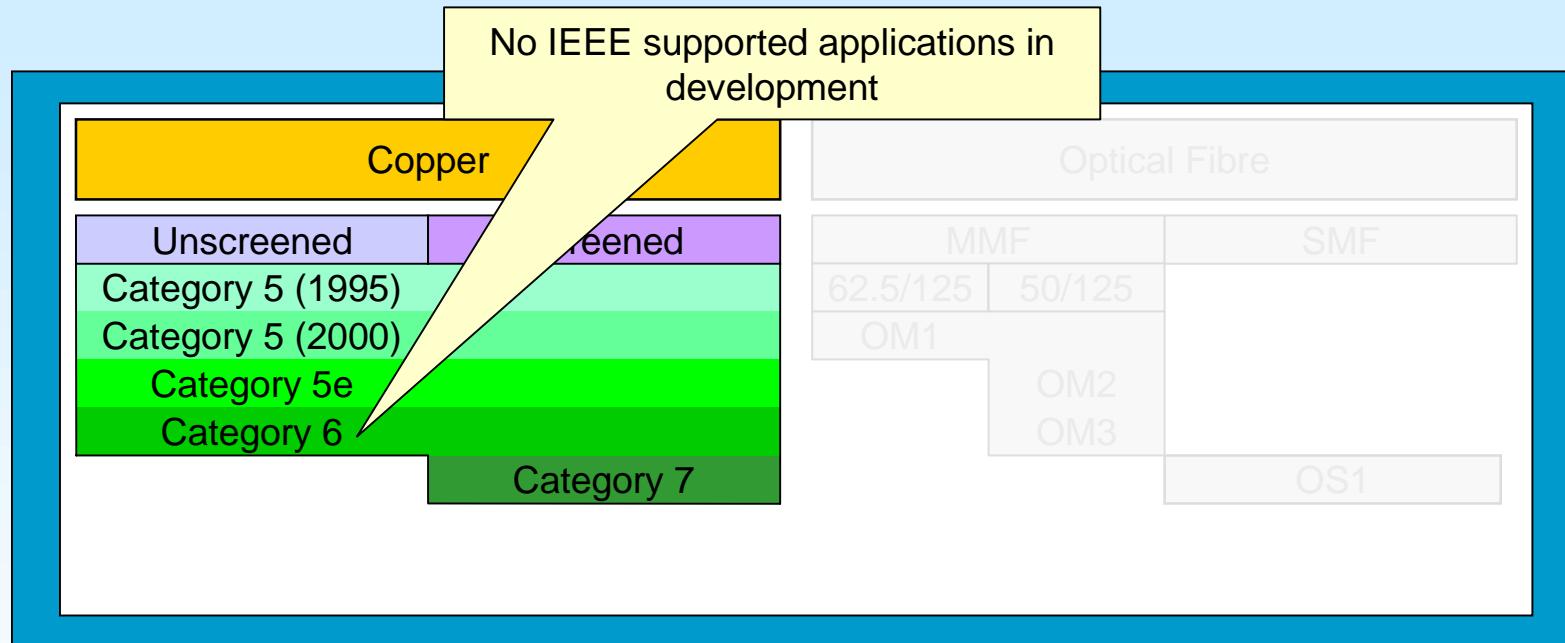 No IEEE supported applications in
development
Copper
Optical Fibre
Unscreened
reened
MMF
SMF
Category 5 (1995)
62.5/125
50/125
Category 5 (2000)
OM1
Category 5e
OM2
Category 6
OM3
Category 7
OS1